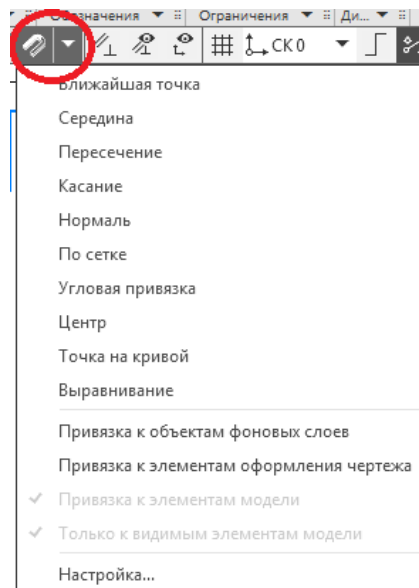 Обозначения Ограничения Ди...
СК 0
Ближайшая точка
Середина
Пересечение
Касание
Нормаль
По сетке
Угловая привязка
Центр
Точка на кривой
Выравнивание
Привязка к объектам фоновых слоев
Привязка к элементам оформления чертежа
Привязка к элементам модели
Только к видимым элементам модели
Настройка...